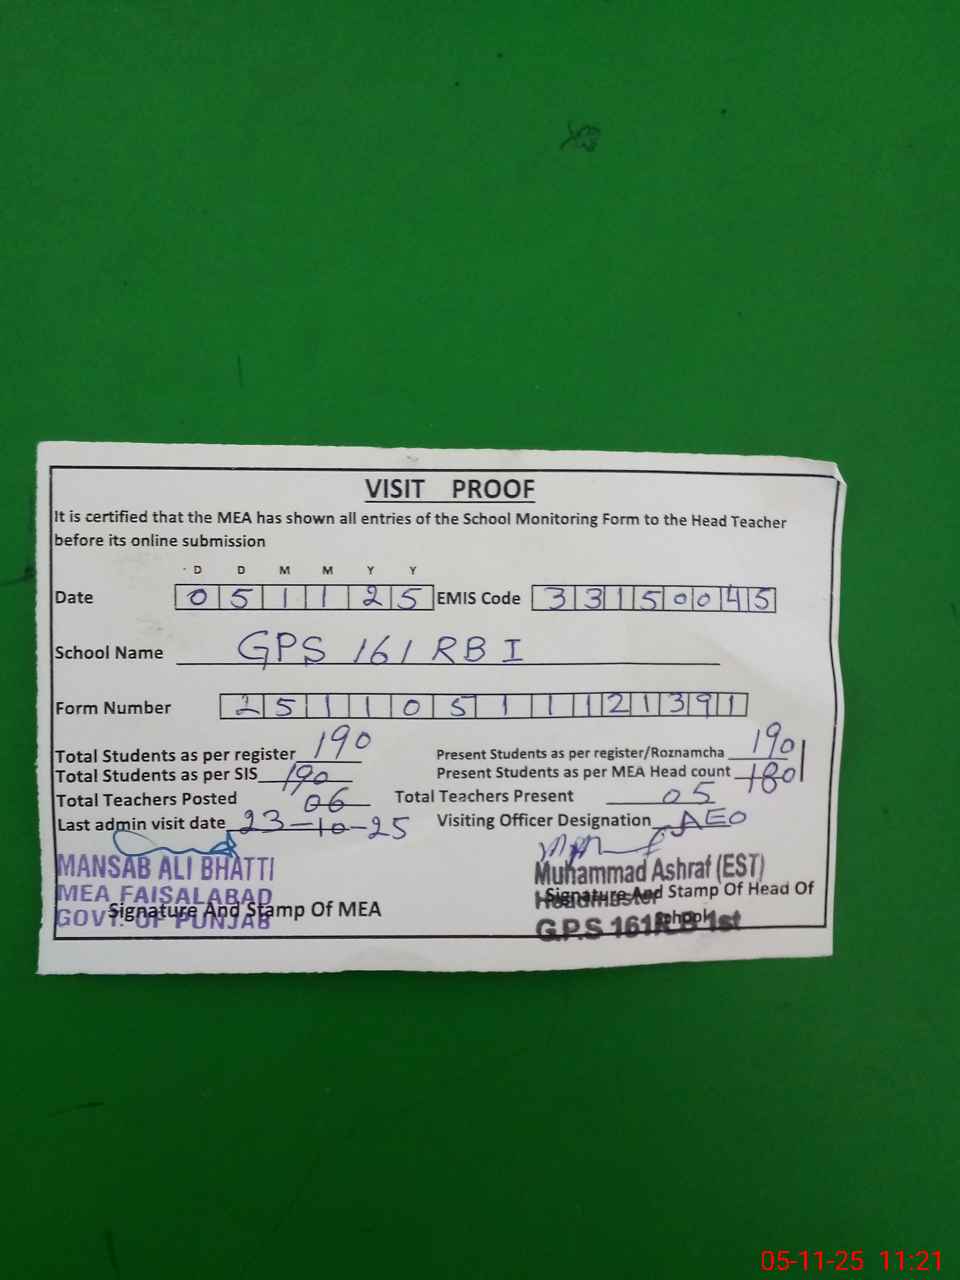 VISIT PROOF
It is certified that the MEA has shown all entries of the School Monitoring Form to the Head Teacher
before its online submission
D D M M Y Y
Date 0 5 1 1 2 5 EMIS Code 3 3 1 5 0 0 4 5
School Name GPS 161 RB I
Form Number 2 5 1 1 0 5 1 1 1 2 1 3 9 1
Total Students as per register 190 Present Students as per register/Roznamcha 190
Total Students as per SIS 190 Present Students as per MEA Head count 180
Total Teachers Posted 06 Total Teachers Present 05
Last admin visit date 23-10-25 Visiting Officer Designation AEO
MANSAB ALI BHATTI
MEA FAISALABAD
GOVT. OF PUNJAB
Signature And Stamp Of MEA
Muhammad Ashraf (EST)
Headmaster
G.P.S 161 R.B 1st
Signature And Stamp Of Head Of
School
05-11-25 11:21